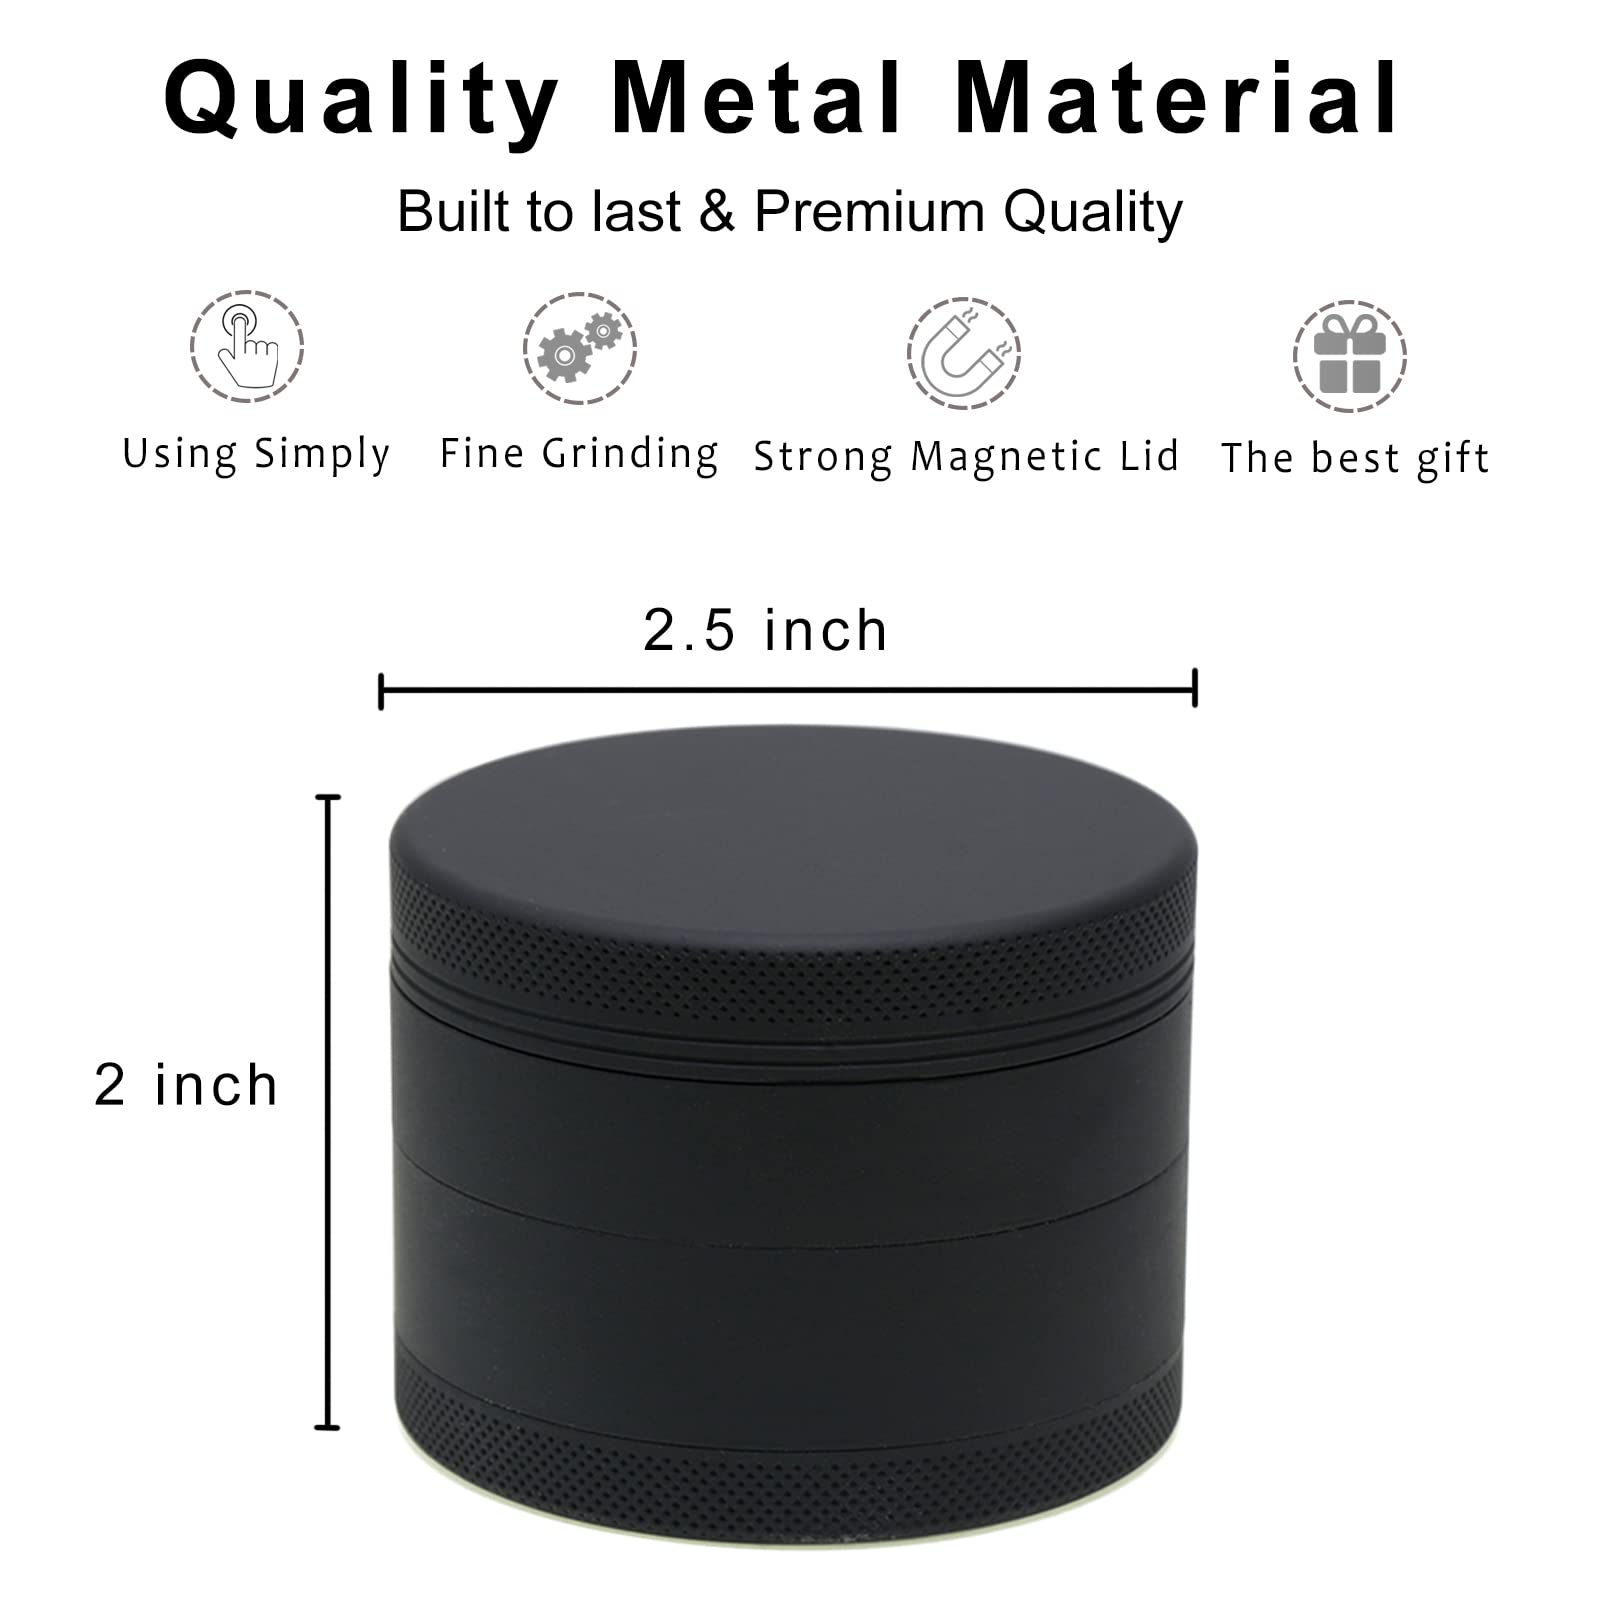 Quality Metal Material
Built to last & Premium Quality
Using Simply
Fine Grinding
Strong Magnetic Lid
The best gift
2.5 inch
2 inch